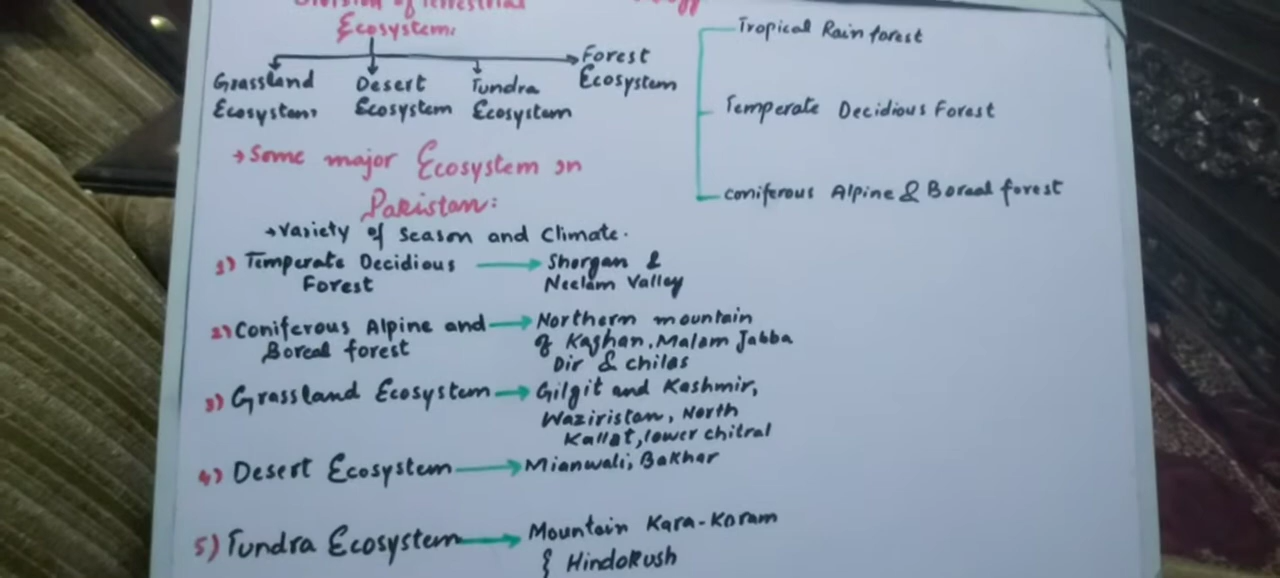 Division of Terrestrial
Ecosystem:
Grassland
Ecosystem
Desert
Ecosystem
Tundra
Ecosystem
Forest
Ecosystem
Tropical Rain forest
Temperate Decidious Forest
coniferous Alpine & Boreal forest
→ Some major Ecosystem in
Pakistan:
→ Variety of season and climate.
1) Temperate Decidious → Shorgan &
Forest Neelam Valley
2) Coniferous Alpine and → Northern mountain
Boreal forest of Kaghan, Malam Jabba
Dir & chilas
3) Grassland Ecosystem → Gilgit and Kashmir,
Waziristan, North
Kallat, lower chitral
4) Desert Ecosystem → Mianwali, Bakhar
5) Tundra Ecosystem → Mountain Kara-Koram
& HindoKush